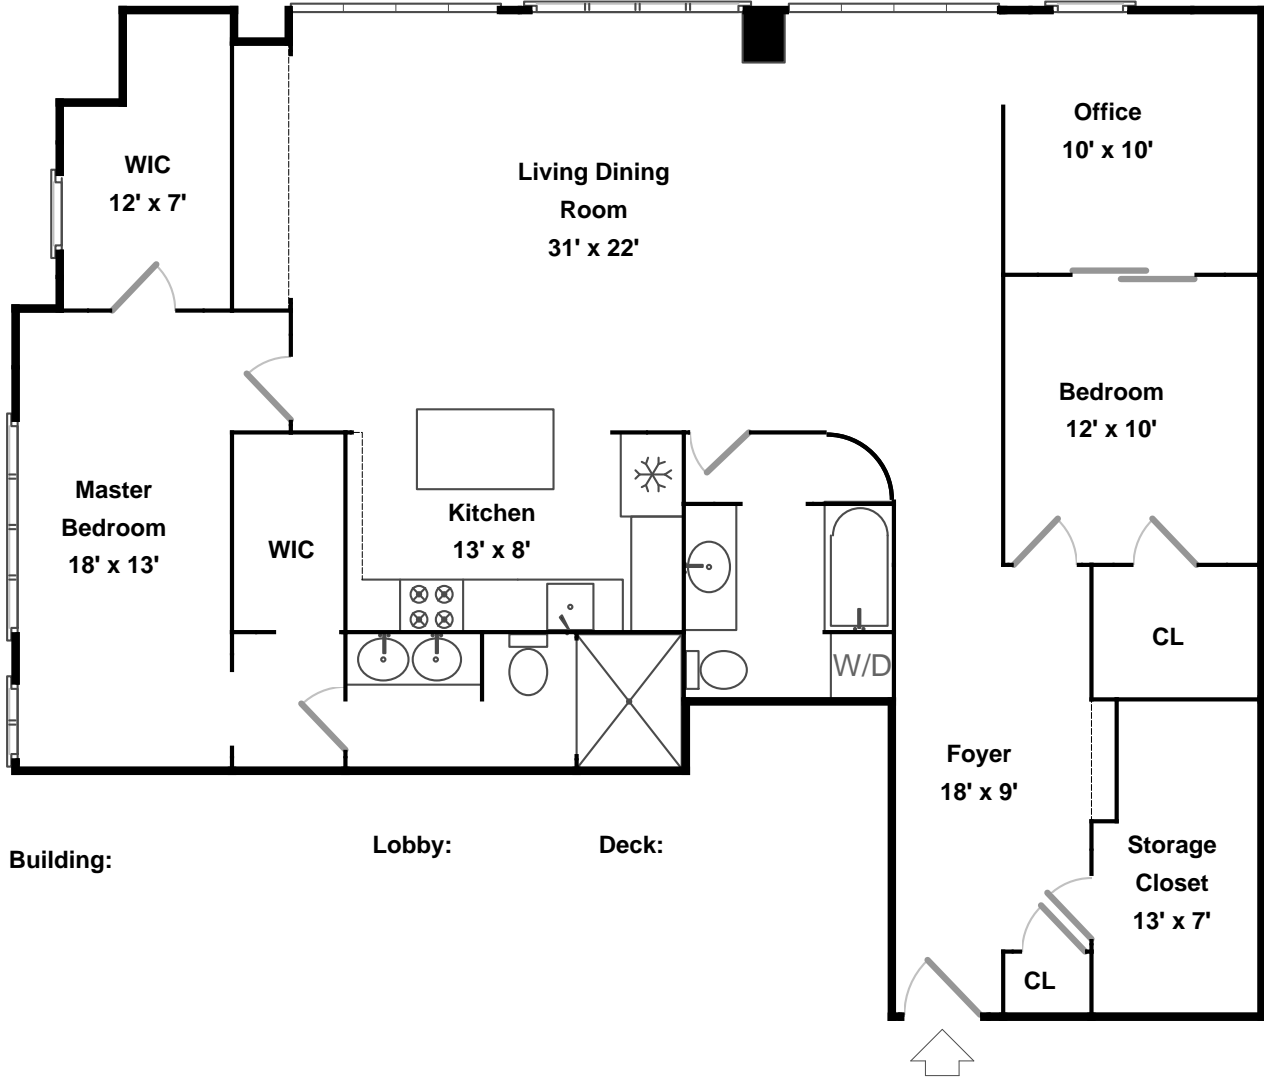 Office
10' x 10'
WIC
12' x 7'
Living Dining
Room
31' x 22'
Bedroom
12' x 10'
Master
Bedroom
18' x 13'
WIC
Kitchen
13' x 8'
CL
W/D
Foyer
18' x 9'
Storage
Closet
13' x 7'
CL
Building:
Lobby:
Deck: